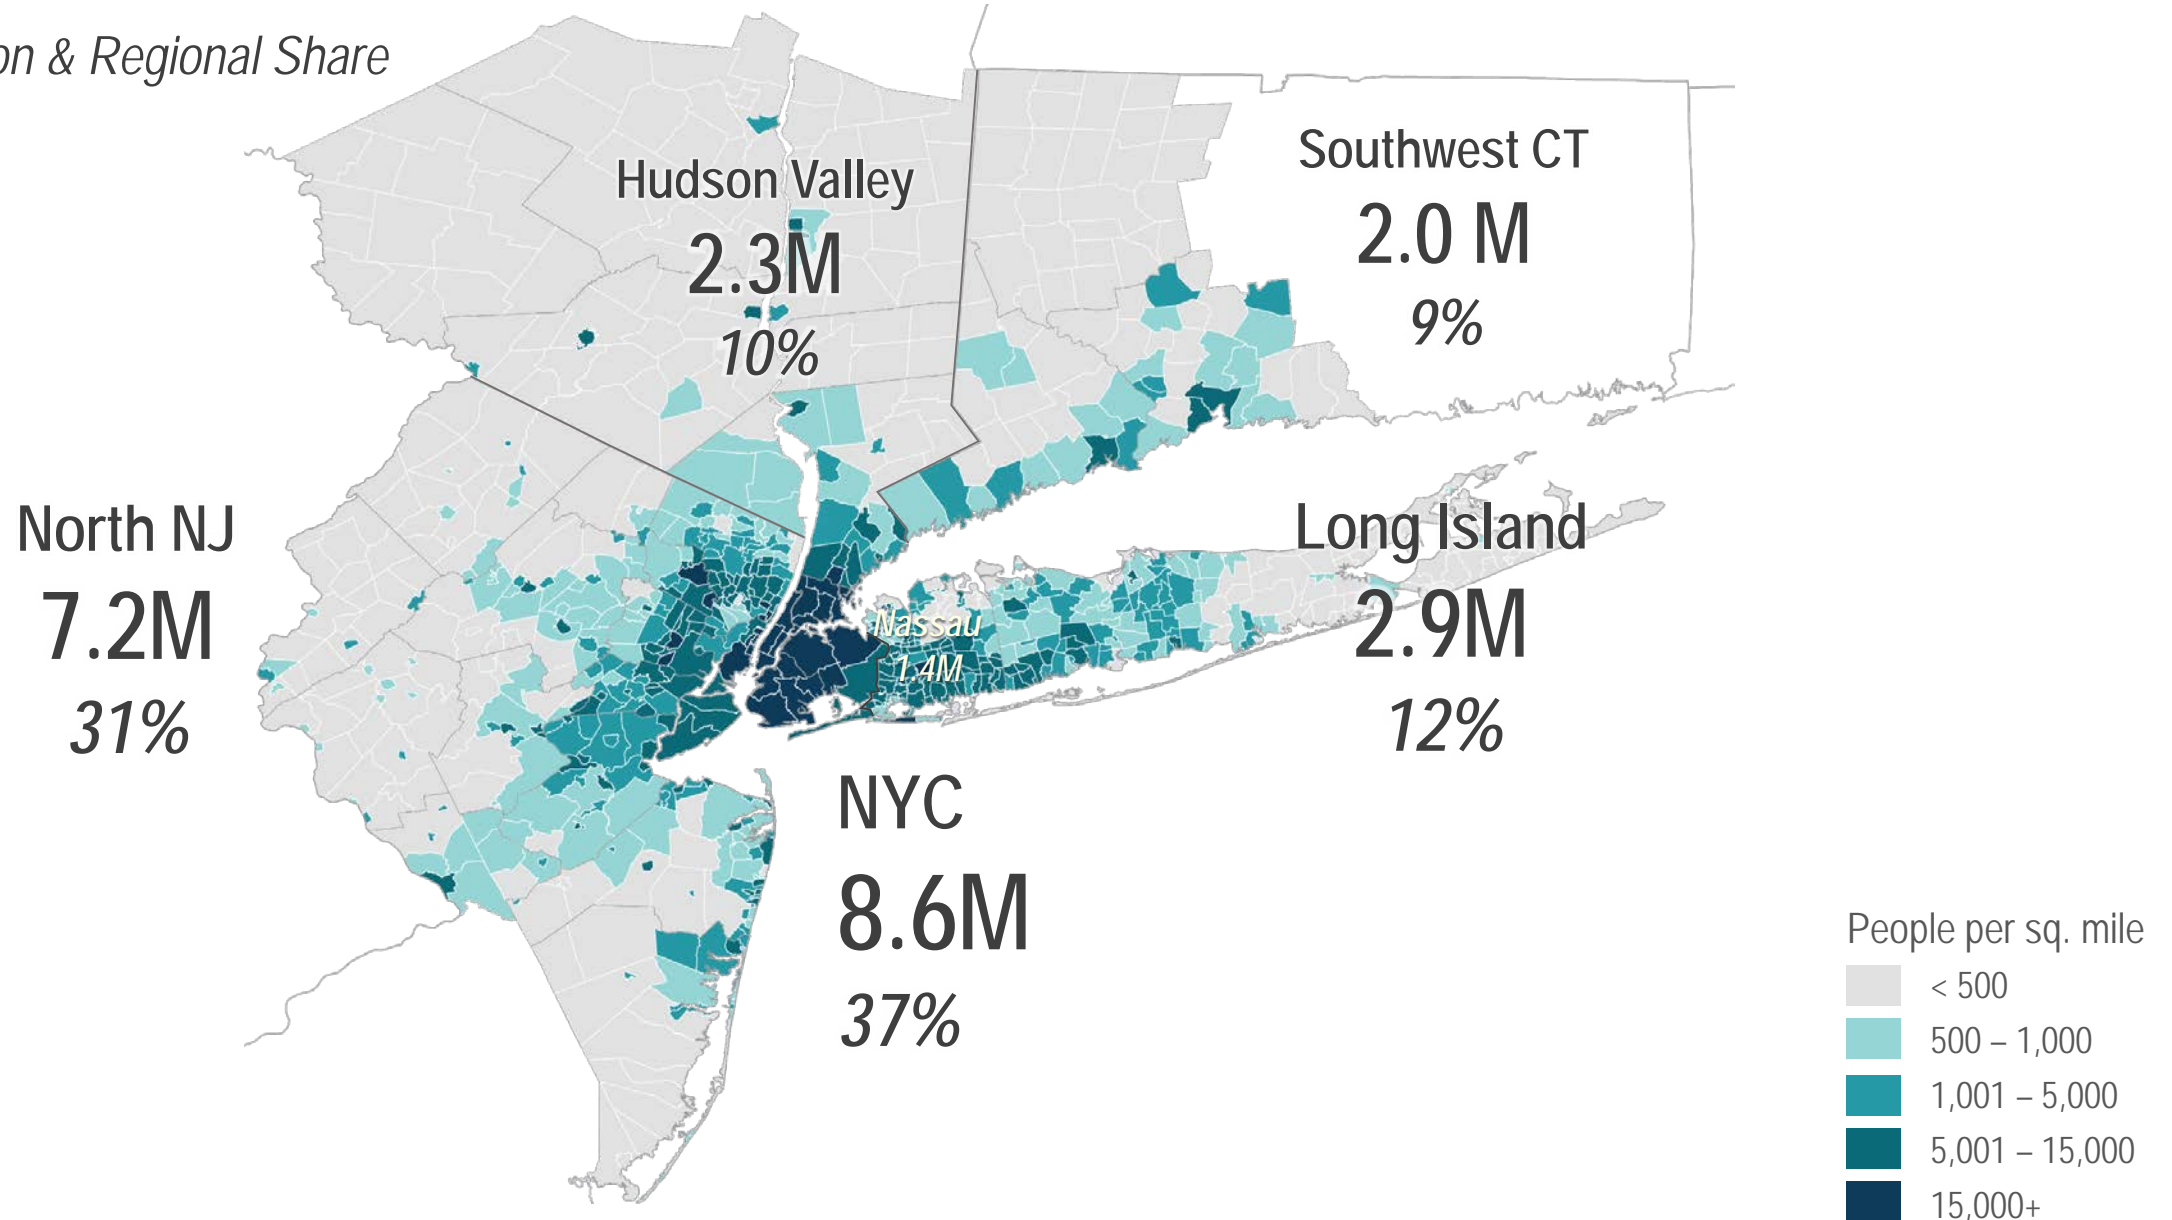 on & Regional Share
Hudson Valley
2.3M
10%
Southwest CT
2.0 M
9%
North NJ
7.2M
31%
Long Island
2.9M
12%
Nassau
1.4M
NYC
8.6M
37%
People per sq. mile
< 500
500 – 1,000
1,001 – 5,000
5,001 – 15,000
15,000+